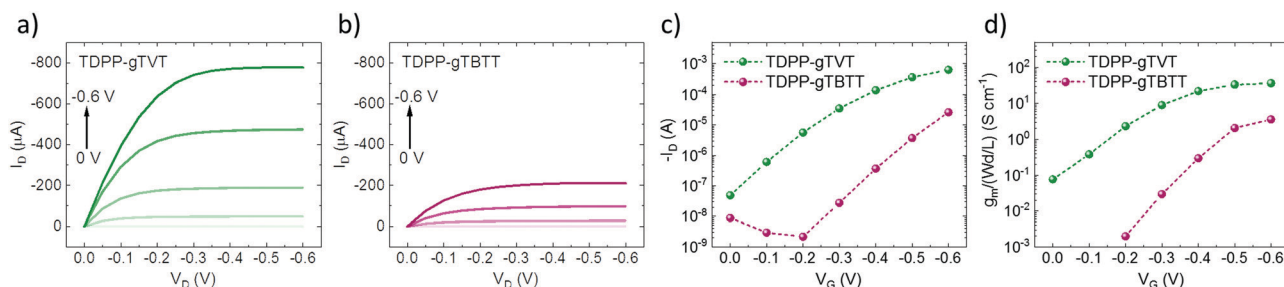 a)
TDPP-gTVT
-0.6 V
0 V
I_D (µA)
-800
-600
-400
-200
0
0.0 -0.1 -0.2 -0.3 -0.4 -0.5 -0.6
V_D (V)
b)
TDPP-gTBTT
-0.6 V
0 V
I_D (µA)
-800
-600
-400
-200
0
0.0 -0.1 -0.2 -0.3 -0.4 -0.5 -0.6
V_D (V)
c)
TDPP-gTVT
TDPP-gTBTT
-I_D (A)
10^-3
10^-4
10^-5
10^-6
10^-7
10^-8
10^-9
0.0 -0.1 -0.2 -0.3 -0.4 -0.5 -0.6
V_G (V)
d)
TDPP-gTVT
TDPP-gTBTT
g_m/(Wd/L) (S cm^-1)
10^2
10^1
10^0
10^-1
10^-2
10^-3
0.0 -0.1 -0.2 -0.3 -0.4 -0.5 -0.6
V_G (V)